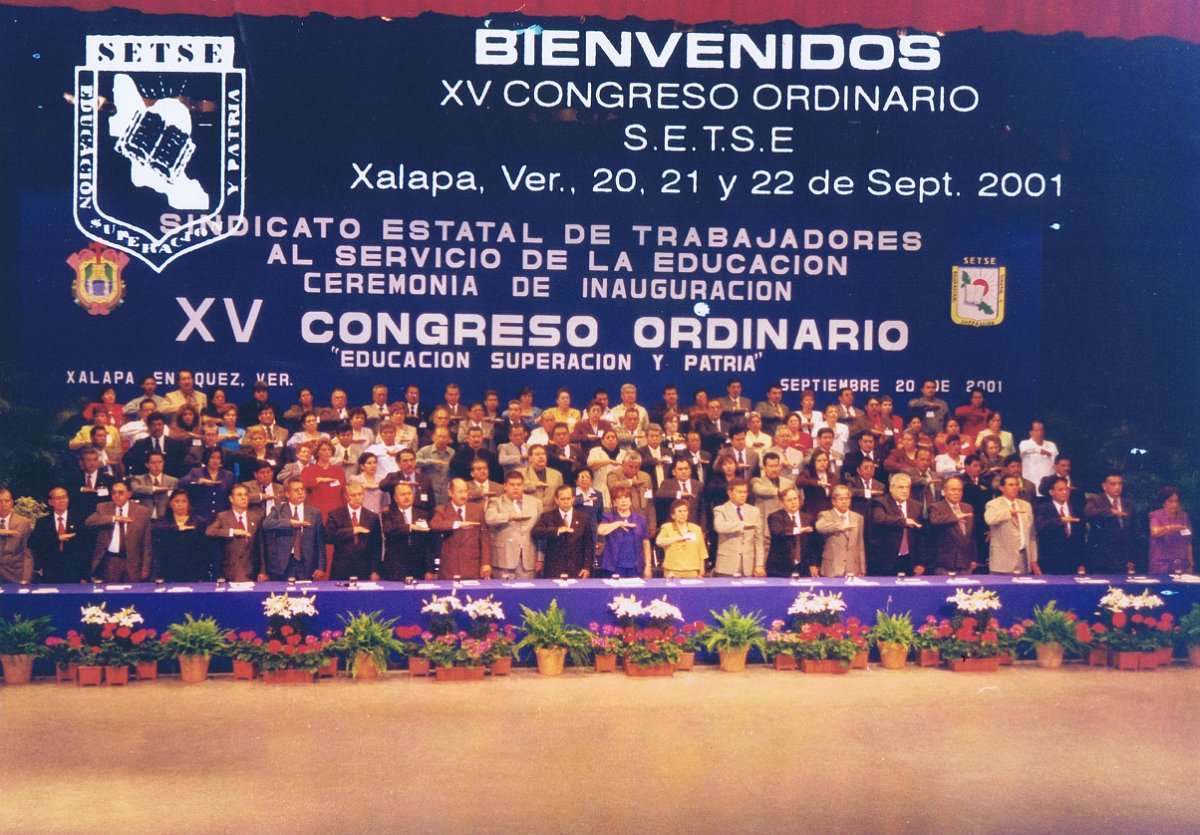 SETSE
EDUCACION
SUPERACION
Y PATRIA
BIENVENIDOS
XV CONGRESO ORDINARIO
S.E.T.S.E
Xalapa, Ver., 20, 21 y 22 de Sept. 2001
SINDICATO ESTATAL DE TRABAJADORES
AL SERVICIO DE LA EDUCACION
CEREMONIA DE INAUGURACION
XV CONGRESO ORDINARIO
"EDUCACION SUPERACION Y PATRIA"
XALAPA ENRIQUEZ, VER.
SEPTIEMBRE 20 DE 2001
SETSE